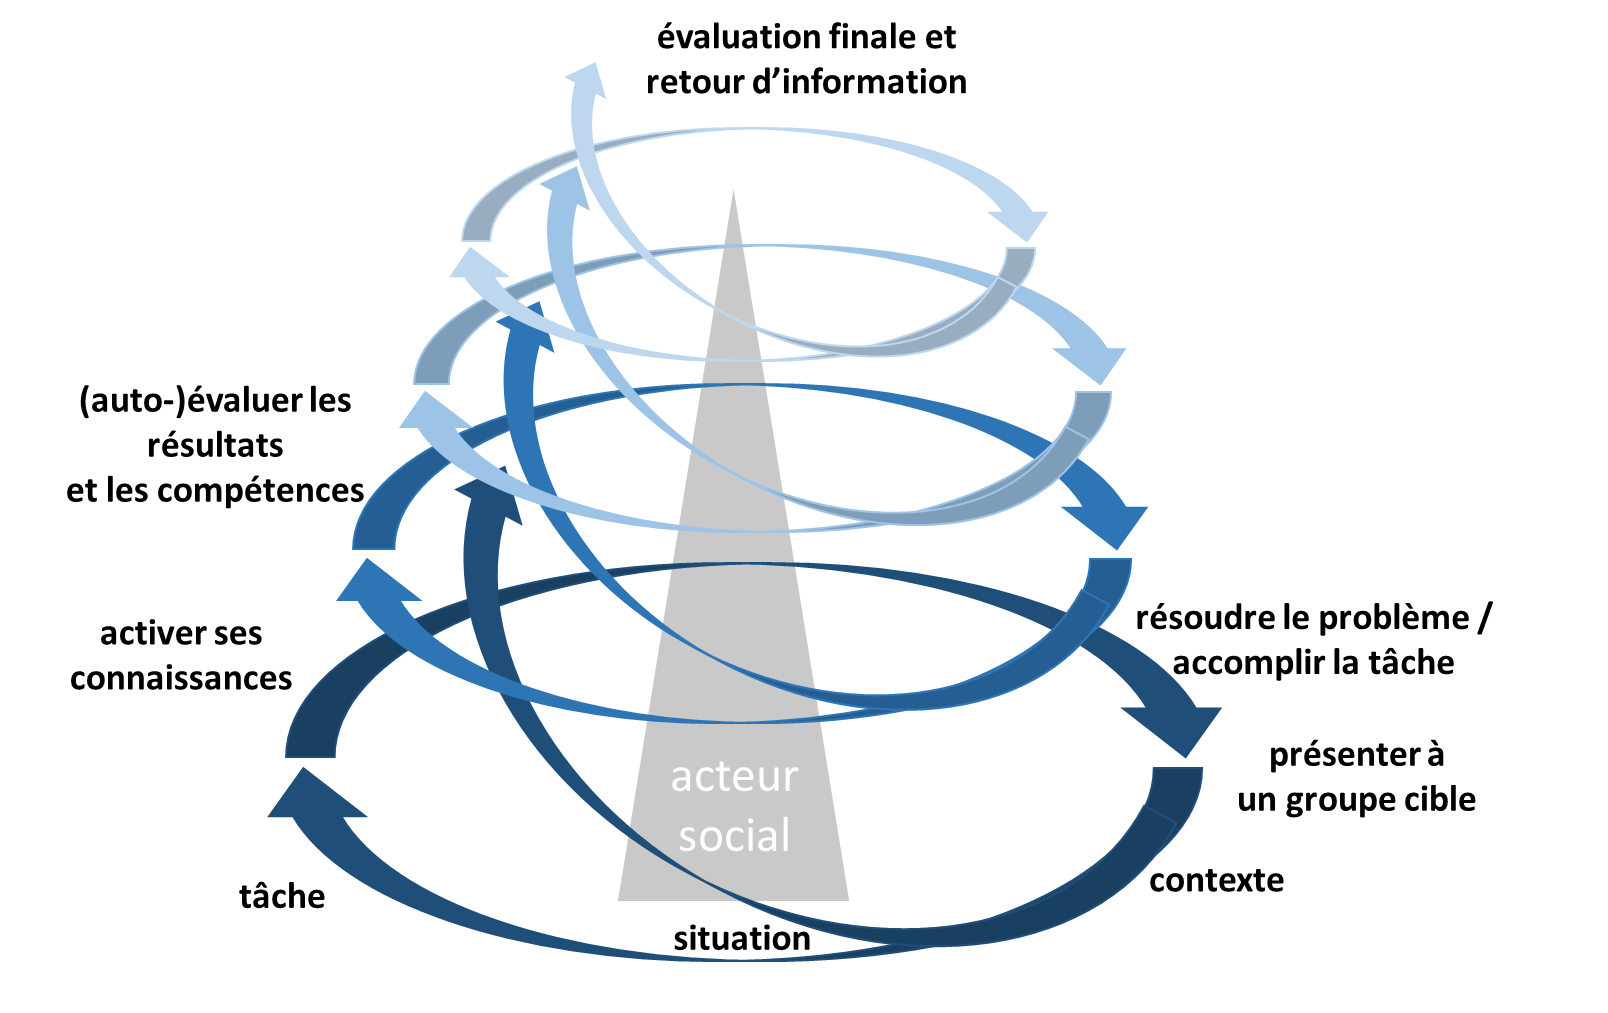 évaluation finale et
retour d’information
(auto-)évaluer les
résultats
et les compétences
activer ses
connaissances
résoudre le problème /
accomplir la tâche
présenter à
un groupe cible
acteur
social
tâche
contexte
situation